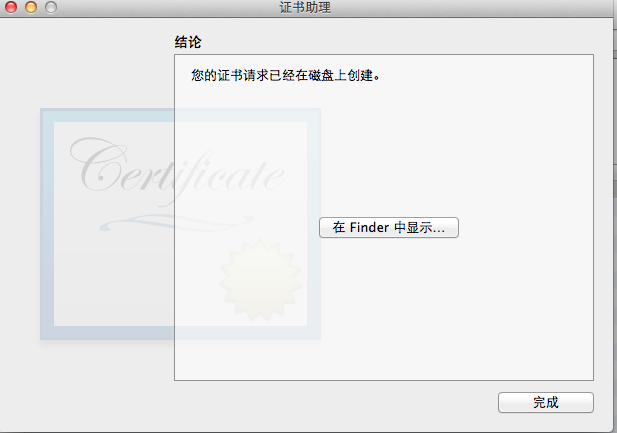 证书助理
结论
您的证书请求已经在磁盘上创建。
Certificate
在 Finder 中显示...
完成